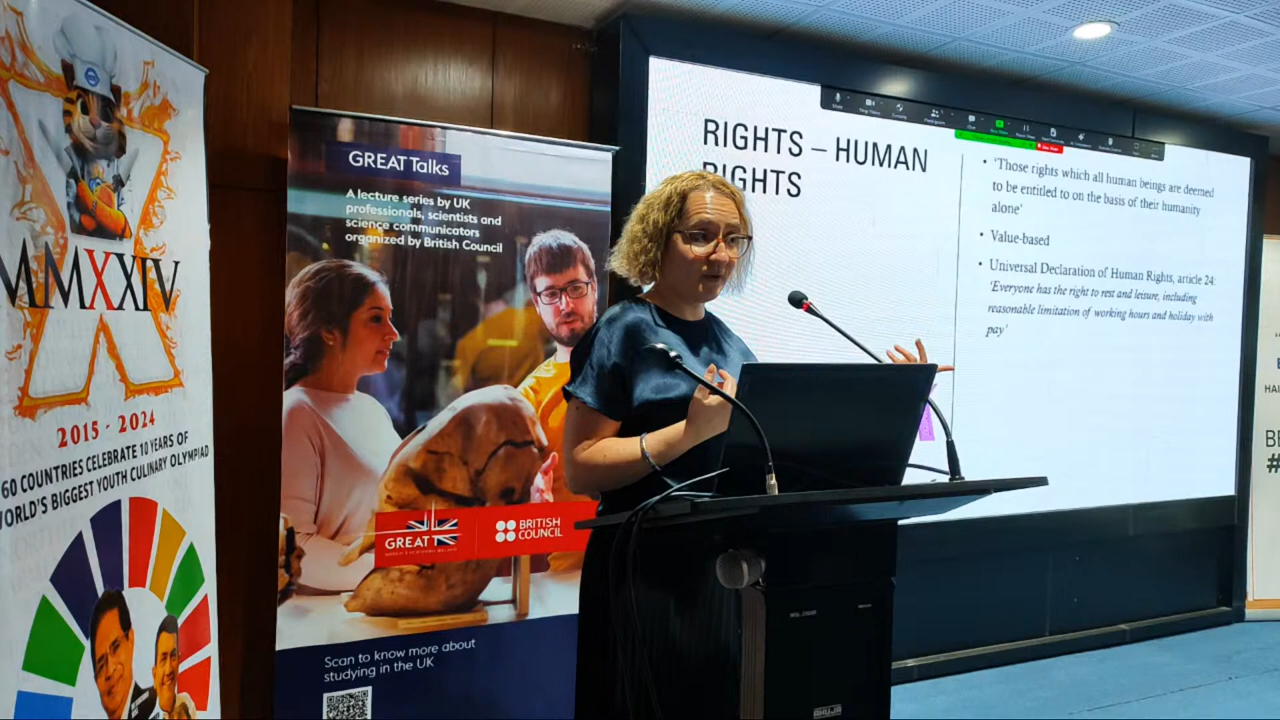 MMXXIV
2015 - 2024
60 COUNTRIES CELEBRATE 10 YEARS OF
WORLD'S BIGGEST YOUTH CULINARY OLYMPIAD
GREAT Talks
A lecture series by UK
professionals, scientists and
science communicators
organized by British Council
GREAT
BRITISH
COUNCIL
Scan to know more about
studying in the UK
RIGHTS – HUMAN
RIGHTS
• 'Those rights which all human beings are deemed
to be entitled to on the basis of their humanity
alone'
• Value-based
• Universal Declaration of Human Rights, article 24:
'Everyone has the right to rest and leisure, including
reasonable limitation of working hours and holiday with
pay'
AHUJA